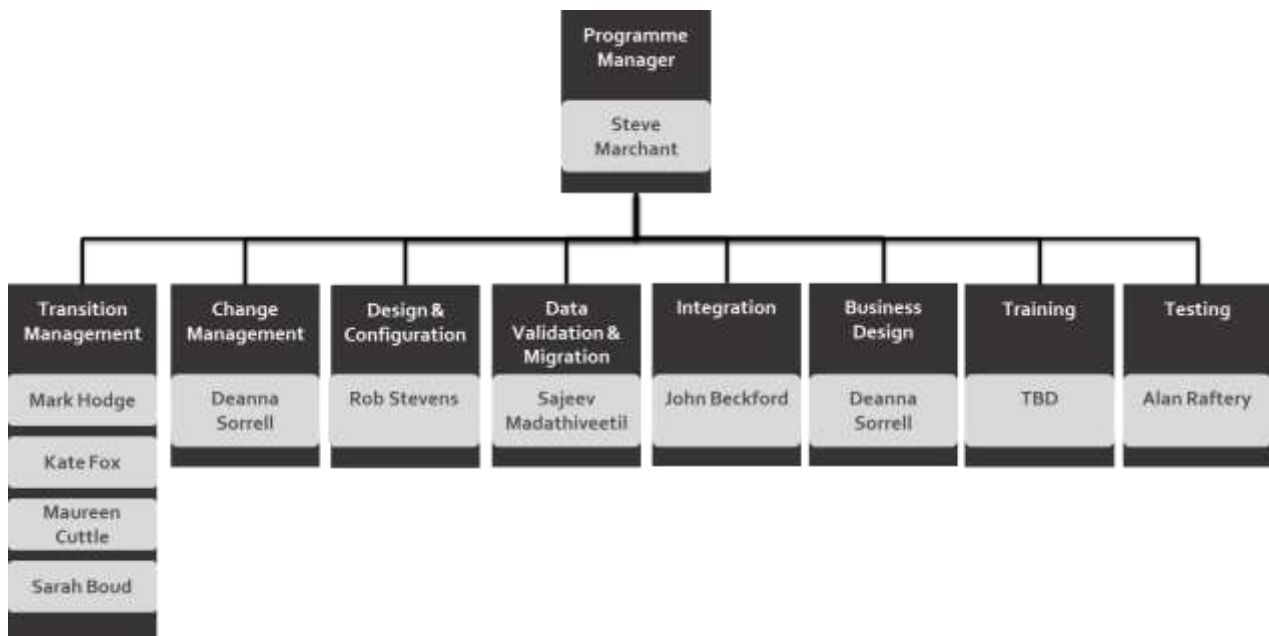 Programme
Manager
Steve
Marchant
Transition
Management
Mark Hodge
Kate Fox
Maureen
Cuttle
Sarah Boud
Change
Management
Deanna
Sorrell
Design &
Configuration
Rob Stevens
Data
Validation &
Migration
Sajeev
Madathiveetil
Integration
John Beckford
Business
Design
Deanna
Sorrell
Training
TBD
Testing
Alan Raftery